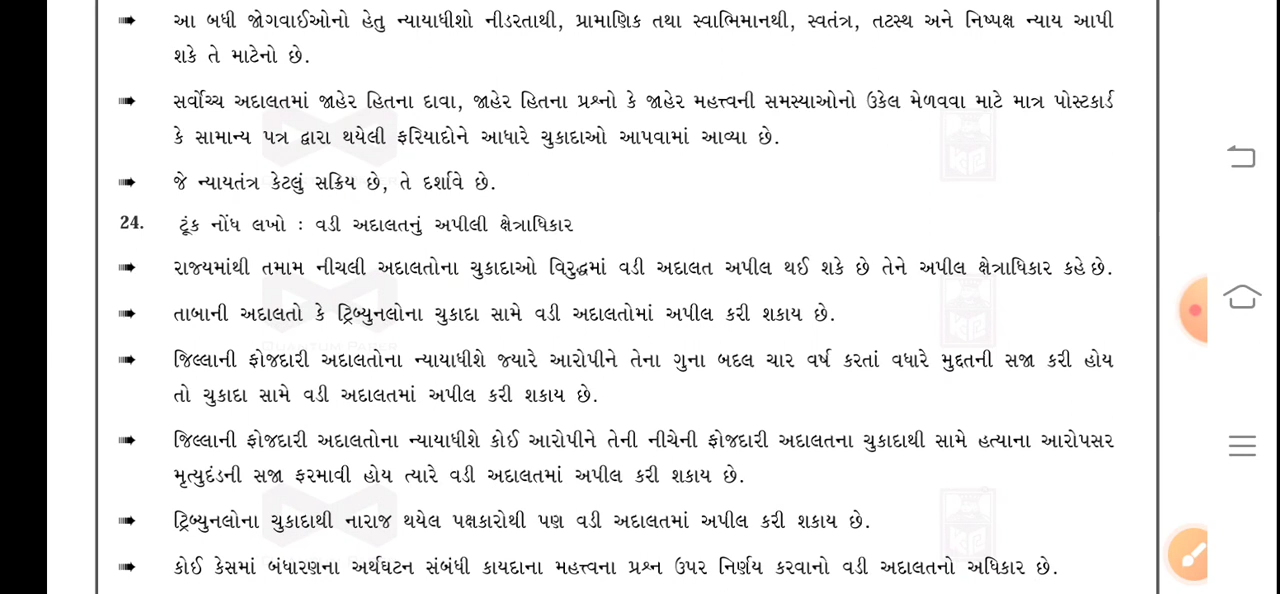 આ બધી જોગવાઈઓનો હેતુ ન્યાયાધીશો નીડરતાથી, પ્રામાણિક તથા સ્વાભિમાનથી, સ્વતંત્ર, તટસ્થ અને નિષ્પક્ષ ન્યાય આપી
શકે તે માટેનો છે.
સર્વોચ્ચ અદાલતમાં જાહેર હિતના દાવા, જાહેર હિતના પ્રશ્નો કે જાહેર મહત્ત્વની સમસ્યાઓનો ઉકેલ મેળવવા માટે માત્ર પોસ્ટકાર્ડ
કે સામાન્ય પત્ર દ્વારા થયેલી ફરિયાદોને આધારે ચુકાદાઓ આપવામાં આવ્યા છે.
જે ન્યાયતંત્ર કેટલું સક્રિય છે, તે દર્શાવે છે.
24. ટૂંક નોંધ લખો : વડી અદાલતનું અપીલી ક્ષેત્રાધિકાર
રાજ્યમાંથી તમામ નીચલી અદાલતોના ચુકાદાઓ વિરુદ્ધમાં વડી અદાલત અપીલ થઈ શકે છે તેને અપીલ ક્ષેત્રાધિકાર કહે છે.
તાબાની અદાલતો કે ટ્રિબ્યુનલોના ચુકાદા સામે વડી અદાલતોમાં અપીલ કરી શકાય છે.
QUANTUM PAPER
જિલ્લાની ફોજદારી અદાલતોના ન્યાયાધીશે જયારે આરોપીને તેના ગુના બદલ ચાર વર્ષ કરતાં વધારે મુદ્દતની સજા કરી હોય
તો ચુકાદા સામે વડી અદાલતમાં અપીલ કરી શકાય છે.
જિલ્લાની ફોજદારી અદાલતોના ન્યાયાધીશે કોઈ આરોપીને તેની નીચેની ફોજદારી અદાલતના ચુકાદાથી સામે હત્યાના આરોપસર
મૃત્યુદંડની સજા ફરમાવી હોય ત્યારે વડી અદાલતમાં અપીલ કરી શકાય છે.
ટ્રિબ્યુનલોના ચુકાદાથી નારાજ થયેલ પક્ષકારોથી પણ વડી અદાલતમાં અપીલ કરી શકાય છે.
કોઈ કેસમાં બંધારણના અર્થઘટન સંબંધી કાયદાના મહત્ત્વના પ્રશ્ન ઉપર નિર્ણય કરવાનો વડી અદાલતનો અધિકાર છે.